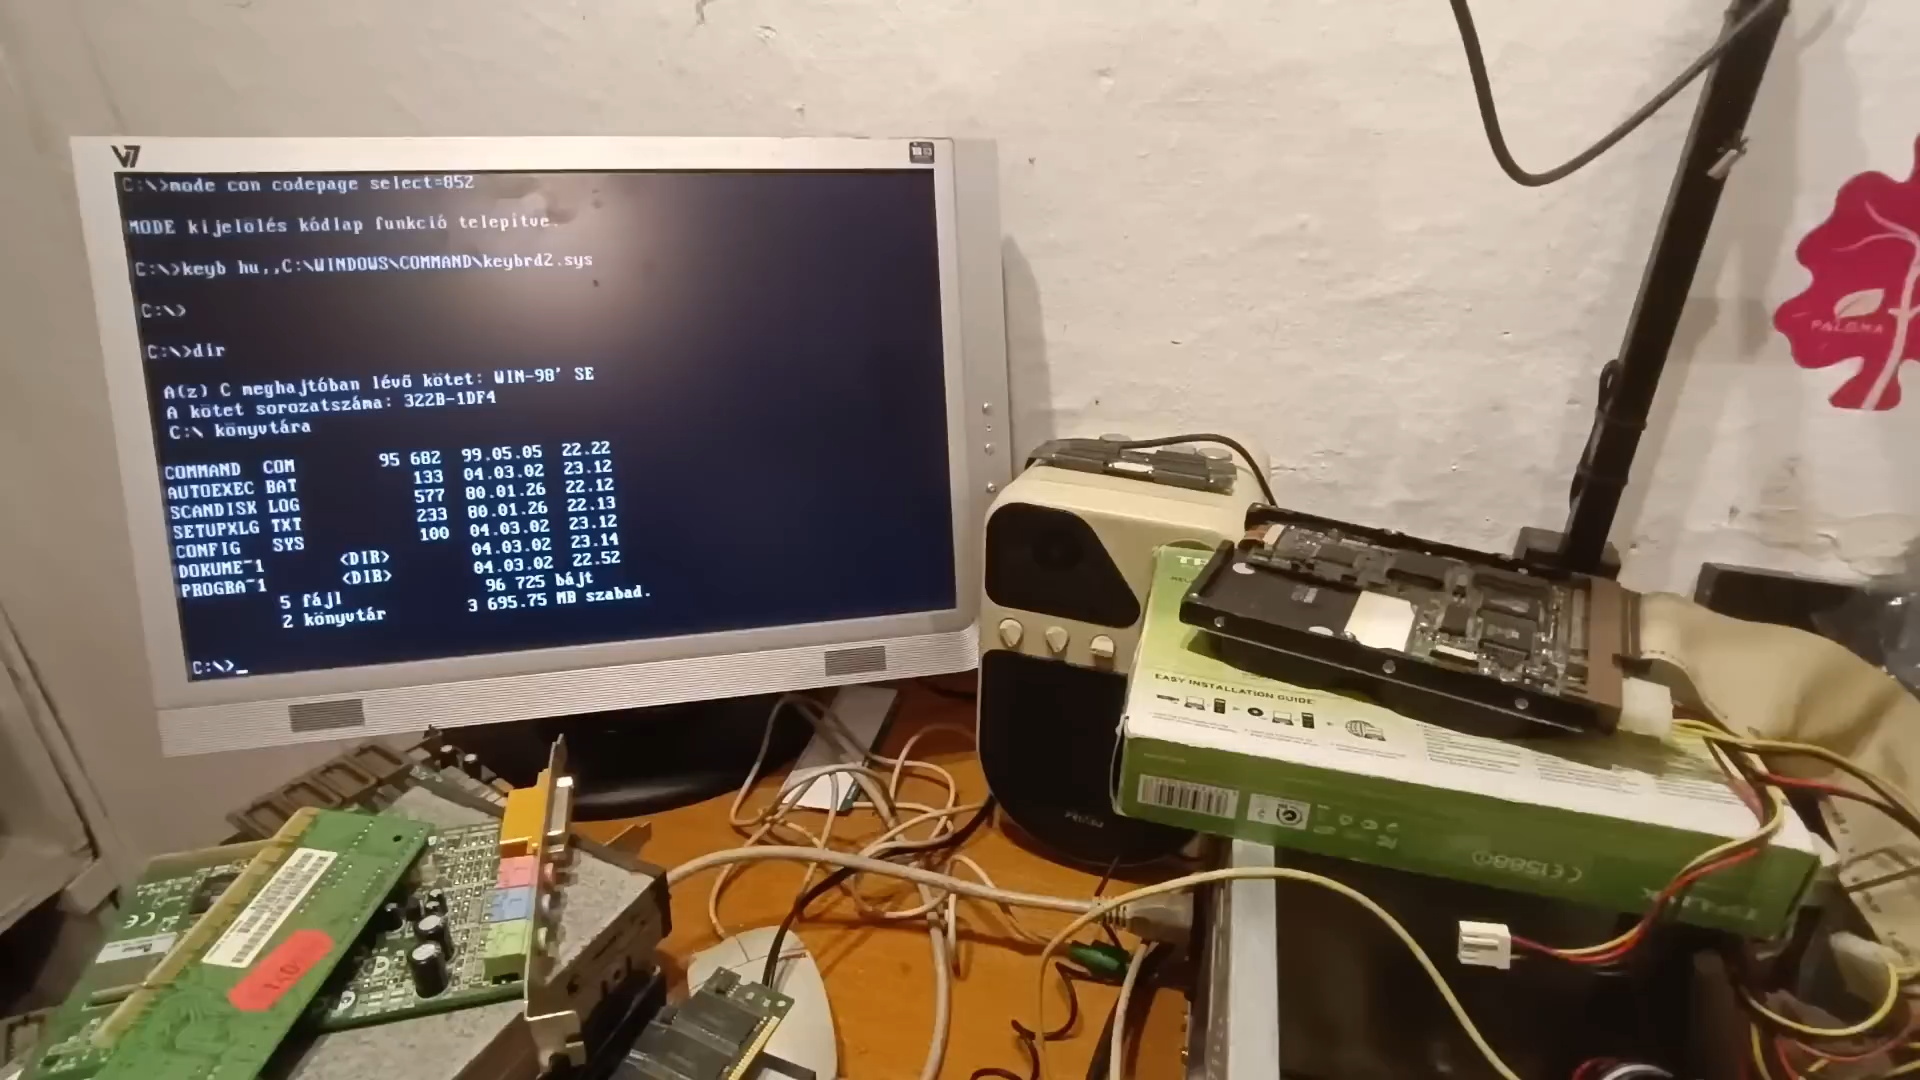 V7
C:\>mode con codepage select=852
MODE kijelölés kódlap funkció telepítve.
C:\>keyb hu,,C:\WINDOWS\COMMAND\keybrd2.sys
C:\>
C:\>dir
A(z) C meghajtóban lévő kötet: WIN-98' SE
A kötet sorozatszáma: 322B-1DF4
C:\ könyvtára
COMMAND COM 95 682 99.05.05 22.22
AUTOEXEC BAT 133 04.03.02 23.12
SCANDISK LOG 577 80.01.26 22.12
SETUPXLG TXT 233 80.01.26 22.13
CONFIG SYS 100 04.03.02 23.12
DOKUME~1 <DIR> 04.03.02 23.14
PROGRA~1 <DIR> 04.03.02 22.52
5 fájl 96 725 bájt
2 könyvtár 3 695.75 MB szabad.
C:\>_
PALOMA
EASY INSTALLATION GUIDE
CE1588
TP-LINK
CE